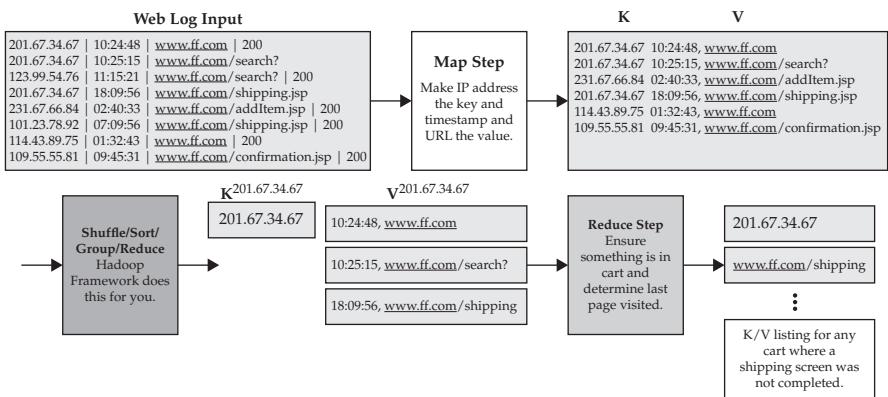 Web Log Input
201.67.34.67 | 10:24:48 | www.ff.com | 200
201.67.34.67 | 10:25:15 | www.ff.com/search?
123.99.54.76 | 11:15:21 | www.ff.com/search? | 200
201.67.34.67 | 18:09:56 | www.ff.com/shipping.jsp
231.67.66.84 | 02:40:33 | www.ff.com/addItem.jsp | 200
101.23.78.92 | 07:09:56 | www.ff.com/shipping.jsp | 200
114.43.89.75 | 01:32:43 | www.ff.com | 200
109.55.55.81 | 09:45:31 | www.ff.com/confirmation.jsp | 200
Map Step
Make IP address
the key and
timestamp and
URL the value.
K V
201.67.34.67 10:24:48, www.ff.com
201.67.34.67 10:25:15, www.ff.com/search?
231.67.66.84 02:40:33, www.ff.com/addItem.jsp
201.67.34.67 18:09:56, www.ff.com/shipping.jsp
114.43.89.75 01:32:43, www.ff.com
109.55.55.81 09:45:31, www.ff.com/confirmation.jsp
Shuffle/Sort/
Group/Reduce
Hadoop
Framework does
this for you.
K201.67.34.67
201.67.34.67
V201.67.34.67
10:24:48, www.ff.com
10:25:15, www.ff.com/search?
18:09:56, www.ff.com/shipping
Reduce Step
Ensure
something is in
cart and
determine last
page visited.
201.67.34.67
www.ff.com/shipping
K/V listing for any
cart where a
shipping screen was
not completed.